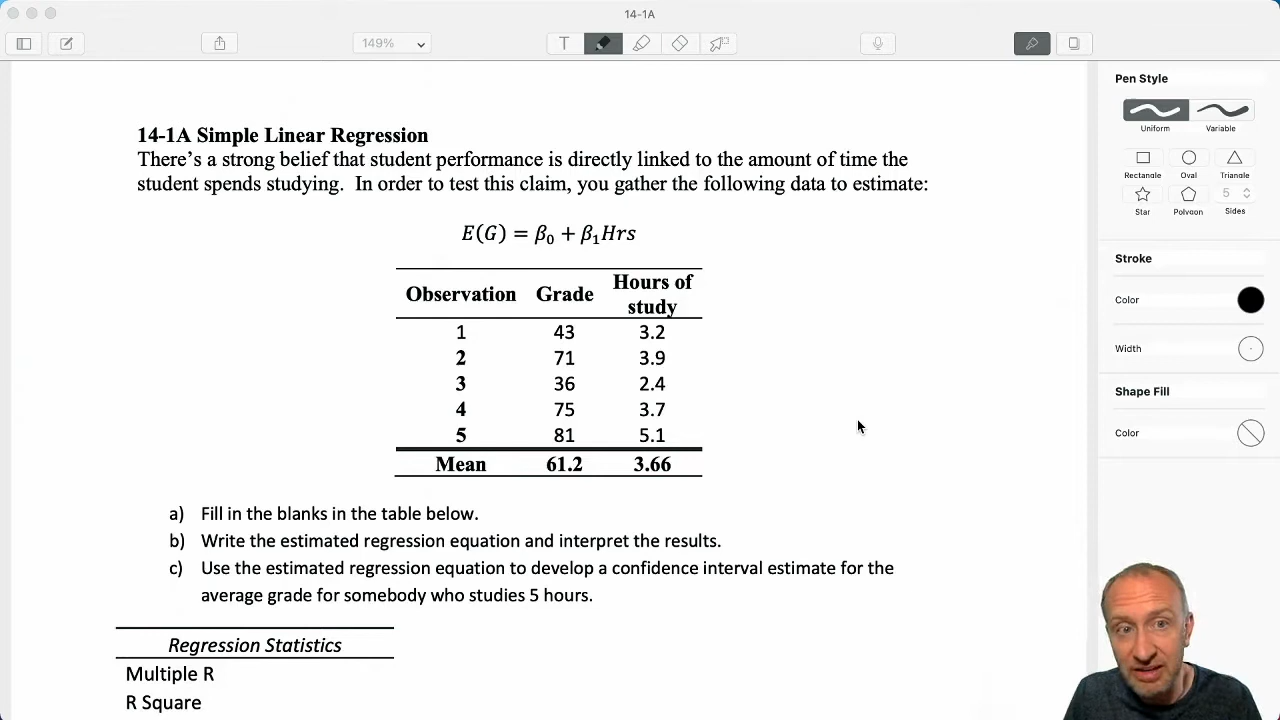 14-1A
149%
T
14-1A Simple Linear Regression
There's a strong belief that student performance is directly linked to the amount of time the
student spends studying. In order to test this claim, you gather the following data to estimate:
E(G) = β₀ + β₁Hrs
Observation Grade Hours of study
1 43 3.2
2 71 3.9
3 36 2.4
4 75 3.7
5 81 5.1
Mean 61.2 3.66
a) Fill in the blanks in the table below.
b) Write the estimated regression equation and interpret the results.
c) Use the estimated regression equation to develop a confidence interval estimate for the
average grade for somebody who studies 5 hours.
Regression Statistics
Multiple R
R Square
Pen Style
Uniform Variable
Rectangle Oval Triangle
5
Star Polygon Sides
Stroke
Color
Width
Shape Fill
Color